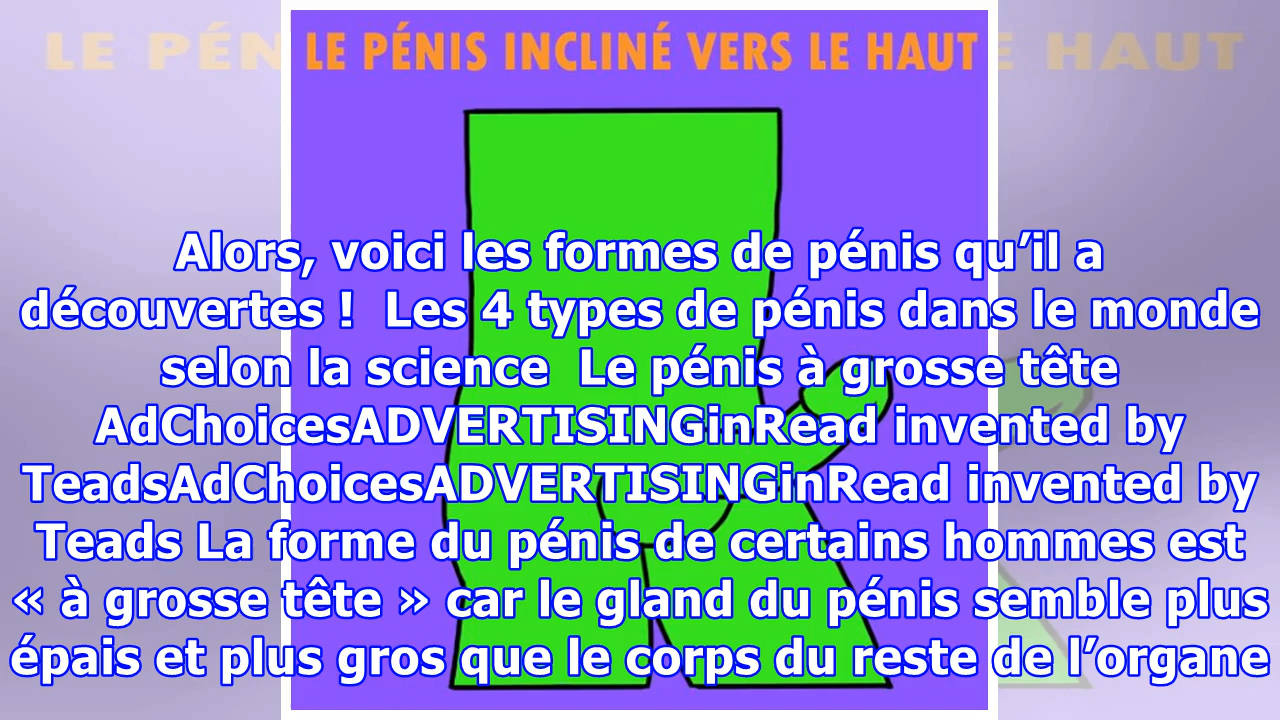 LE PÉNIS INCLINÉ VERS LE HAUT
LE PÉN
E HAUT
Alors, voici les formes de pénis qu’il a
découvertes !  Les 4 types de pénis dans le monde
selon la science  Le pénis à grosse tête
AdChoicesADVERTISINGinRead invented by
TeadsAdChoicesADVERTISINGinRead invented by
Teads La forme du pénis de certains hommes est
« à grosse tête » car le gland du pénis semble plus
épais et plus gros que le corps du reste de l’organe